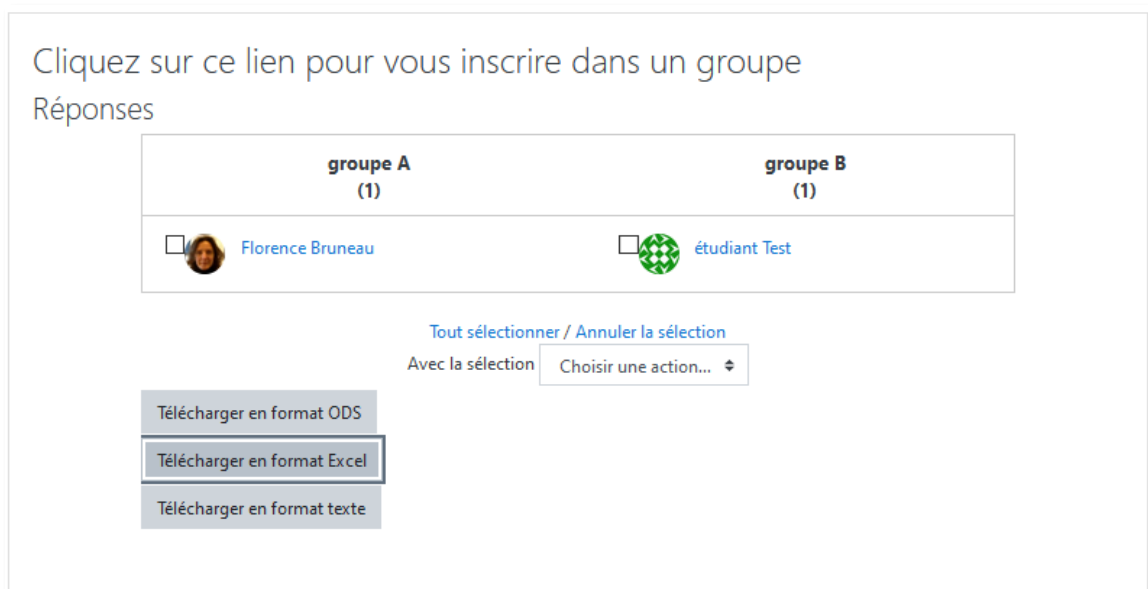 Cliquez sur ce lien pour vous inscrire dans un groupe
Réponses
groupe A
(1)
groupe B
(1)
Florence Bruneau
étudiant Test
Tout sélectionner / Annuler la sélection
Avec la sélection Choisir une action...
Télécharger en format ODS
Télécharger en format Excel
Télécharger en format texte